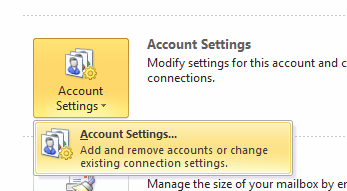 Account Settings
Modify settings for this account and c
connections.
Account
Settings
Account Settings...
Add and remove accounts or change
existing connection settings.
Manage the size of your mailbox by e